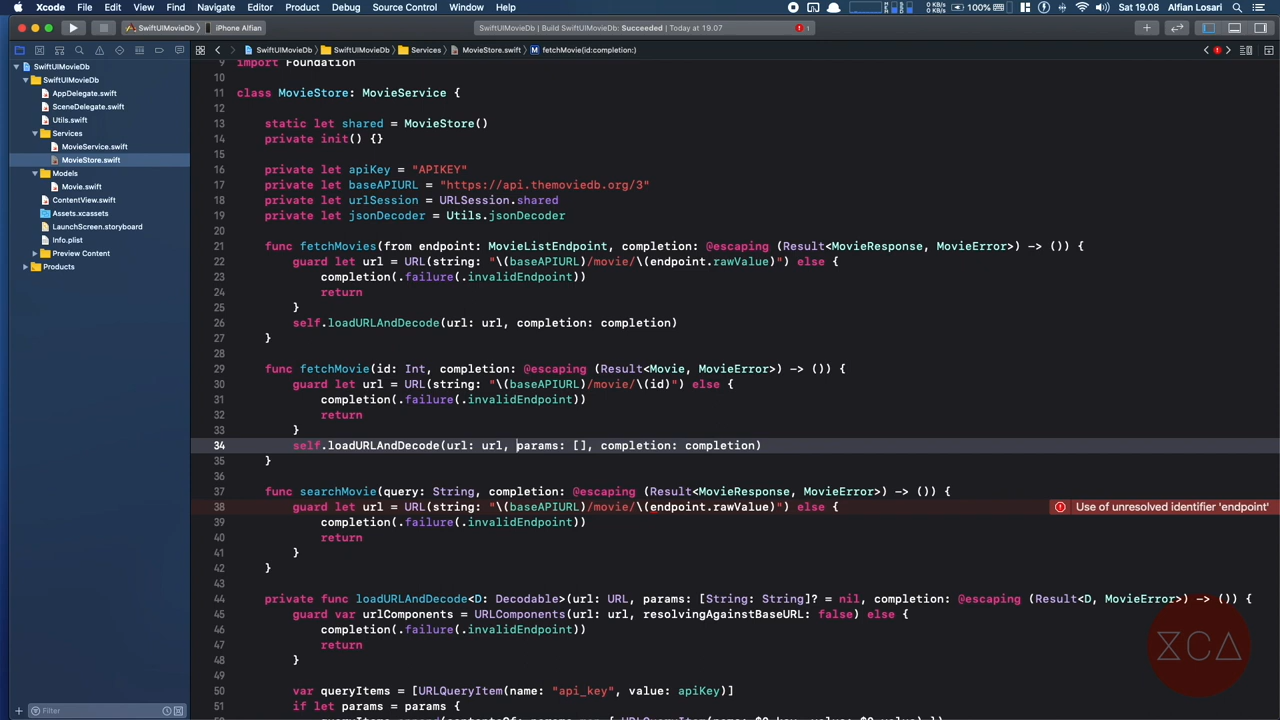 Xcode File Edit View Find Navigate Editor Product Debug Source Control Window Help 0 KB/s 0 KB/s 100% Sat 19.08 Alfian Losari
SwiftUIMovieDb iPhone Alfian SwiftUIMovieDb | Build SwiftUIMovieDb: Succeeded | Today at 19.07 1
SwiftUIMovieDb SwiftUIMovieDb Services MovieStore.swift M fetchMovie(id:completion:)
SwiftUIMovieDb
SwiftUIMovieDb
AppDelegate.swift
SceneDelegate.swift
Utils.swift
Services
MovieService.swift
MovieStore.swift
Models
Movie.swift
ContentView.swift
Assets.xcassets
LaunchScreen.storyboard
Info.plist
Preview Content
Products
Filter
9 import Foundation
10
11 class MovieStore: MovieService {
12
13 static let shared = MovieStore()
14 private init() {}
15
16 private let apiKey = "APIKEY"
17 private let baseAPIURL = "https://api.themoviedb.org/3"
18 private let urlSession = URLSession.shared
19 private let jsonDecoder = Utils.jsonDecoder
20
21 func fetchMovies(from endpoint: MovieListEndpoint, completion: @escaping (Result<MovieResponse, MovieError>) -> ()) {
22 guard let url = URL(string: "\(baseAPIURL)/movie/\(endpoint.rawValue)") else {
23 completion(.failure(.invalidEndpoint))
24 return
25 }
26 self.loadURLAndDecode(url: url, completion: completion)
27 }
28
29 func fetchMovie(id: Int, completion: @escaping (Result<Movie, MovieError>) -> ()) {
30 guard let url = URL(string: "\(baseAPIURL)/movie/\(id)") else {
31 completion(.failure(.invalidEndpoint))
32 return
33 }
34 self.loadURLAndDecode(url: url, params: [], completion: completion)
35 }
36
37 func searchMovie(query: String, completion: @escaping (Result<MovieResponse, MovieError>) -> ()) {
38 guard let url = URL(string: "\(baseAPIURL)/movie/\(endpoint.rawValue)") else { Use of unresolved identifier 'endpoint'
39 completion(.failure(.invalidEndpoint))
40 return
41 }
42 }
43
44 private func loadURLAndDecode<D: Decodable>(url: URL, params: [String: String]? = nil, completion: @escaping (Result<D, MovieError>) -> ()) {
45 guard var urlComponents = URLComponents(url: url, resolvingAgainstBaseURL: false) else {
46 completion(.failure(.invalidEndpoint))
47 return
48 }
49
50 var queryItems = [URLQueryItem(name: "api_key", value: apiKey)]
51 if let params = params {
XCA